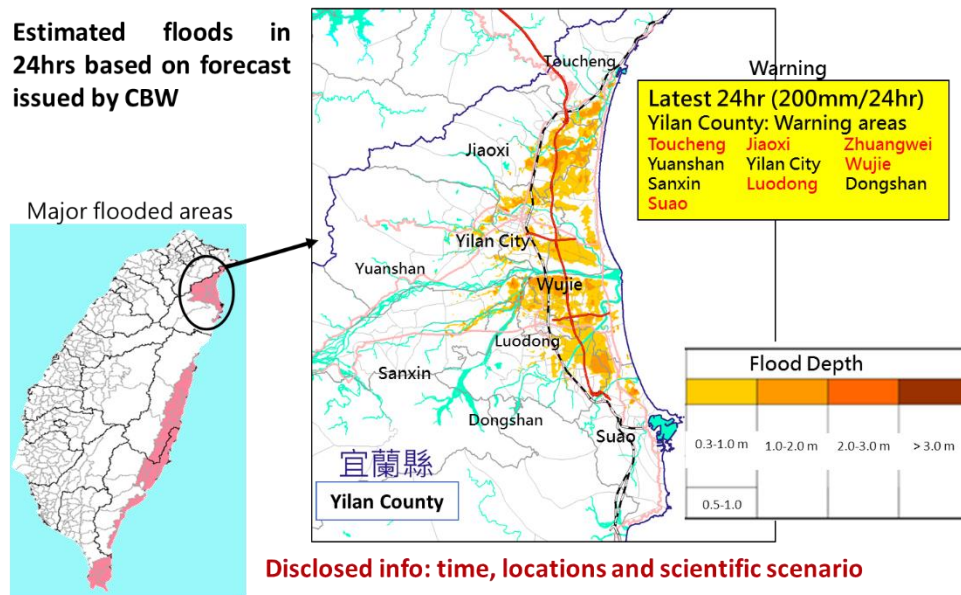 Estimated floods in
24hrs based on forecast
issued by CBW
Major flooded areas
Toucheng
Jiaoxi
Yilan City
Yuanshan
Wujie
Luodong
Sanxin
Dongshan
Suao
宜蘭縣
Yilan County
Warning
Latest 24hr (200mm/24hr)
Yilan County: Warning areas
Toucheng Jiaoxi Zhuangwei
Yuanshan Yilan City Wujie
Sanxin Luodong Dongshan
Suao
Flood Depth
0.3-1.0 m 1.0-2.0 m 2.0-3.0 m > 3.0 m
0.5-1.0
Disclosed info: time, locations and scientific scenario